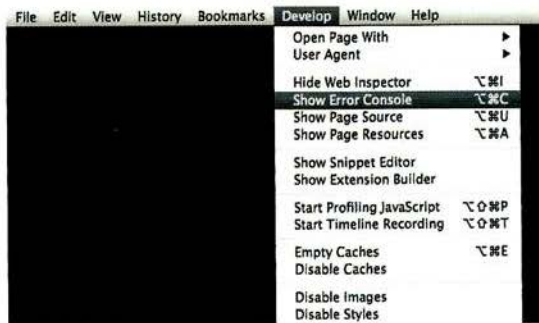 File Edit View History Bookmarks Develop Window Help
Open Page With ▶
User Agent ▶
Hide Web Inspector ⌥⌘I
Show Error Console ⌥⌘C
Show Page Source ⌥⌘U
Show Page Resources ⌥⌘A
Show Snippet Editor
Show Extension Builder
Start Profiling JavaScript ⌥⇧⌘P
Start Timeline Recording ⌥⇧⌘T
Empty Caches ⌥⌘E
Disable Caches
Disable Images
Disable Styles